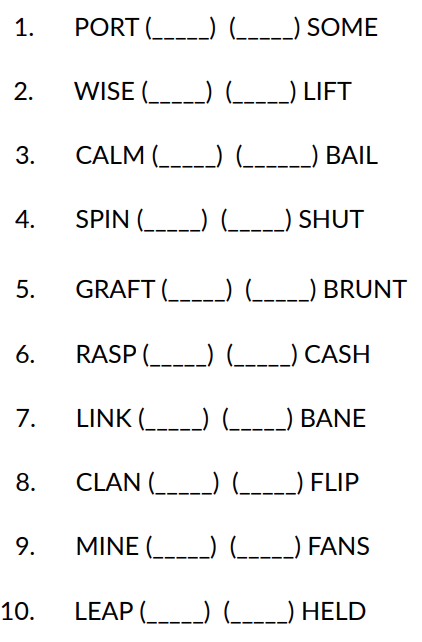 1. PORT (_____) (_____) SOME
2. WISE (_____) (_____) LIFT
3. CALM (_____) (______) BAIL
4. SPIN (_____) (_____) SHUT
5. GRAFT (_____) (_____) BRUNT
6. RASP (_____) (_____) CASH
7. LINK (_____) (_____) BANE
8. CLAN (_____) (_____) FLIP
9. MINE (_____) (_____) FANS
10. LEAP (_____) (_____) HELD